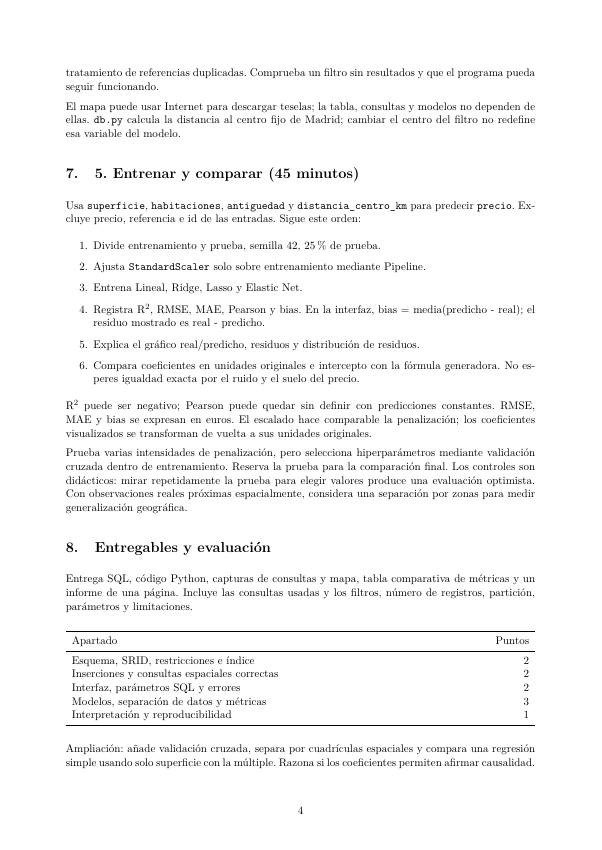 tratamiento de referencias duplicadas. Comprueba un filtro sin resultados y que el programa pueda
seguir funcionando.
El mapa puede usar Internet para descargar teselas; la tabla, consultas y modelos no dependen de
ellas. db.py calcula la distancia al centro fijo de Madrid; cambiar el centro del filtro no redefine
esa variable del modelo.
7. 5. Entrenar y comparar (45 minutos)
Usa superficie, habitaciones, antiguedad y distancia_centro_km para predecir precio. Ex-
cluye precio, referencia e id de las entradas. Sigue este orden:
1. Divide entrenamiento y prueba, semilla 42, 25 % de prueba.
2. Ajusta StandardScaler solo sobre entrenamiento mediante Pipeline.
3. Entrena Lineal, Ridge, Lasso y Elastic Net.
4. Registra R², RMSE, MAE, Pearson y bias. En la interfaz, bias = media(predicho - real); el
residuo mostrado es real - predicho.
5. Explica el gráfico real/predicho, residuos y distribución de residuos.
6. Compara coeficientes en unidades originales e intercepto con la fórmula generadora. No es-
peres igualdad exacta por el ruido y el suelo del precio.
R² puede ser negativo; Pearson puede quedar sin definir con predicciones constantes. RMSE,
MAE y bias se expresan en euros. El escalado hace comparable la penalización; los coeficientes
visualizados se transforman de vuelta a sus unidades originales.
Prueba varias intensidades de penalización, pero selecciona hiperparámetros mediante validación
cruzada dentro de entrenamiento. Reserva la prueba para la comparación final. Los controles son
didácticos: mirar repetidamente la prueba para elegir valores produce una evaluación optimista.
Con observaciones reales próximas espacialmente, considera una separación por zonas para medir
generalización geográfica.
8. Entregables y evaluación
Entrega SQL, código Python, capturas de consultas y mapa, tabla comparativa de métricas y un
informe de una página. Incluye las consultas usadas y los filtros, número de registros, partición,
parámetros y limitaciones.
Apartado Puntos
Esquema, SRID, restricciones e índice 2
Inserciones y consultas espaciales correctas 2
Interfaz, parámetros SQL y errores 2
Modelos, separación de datos y métricas 3
Interpretación y reproducibilidad 1
Ampliación: añade validación cruzada, separa por cuadrículas espaciales y compara una regresión
simple usando solo superficie con la múltiple. Razona si los coeficientes permiten afirmar causalidad.
4